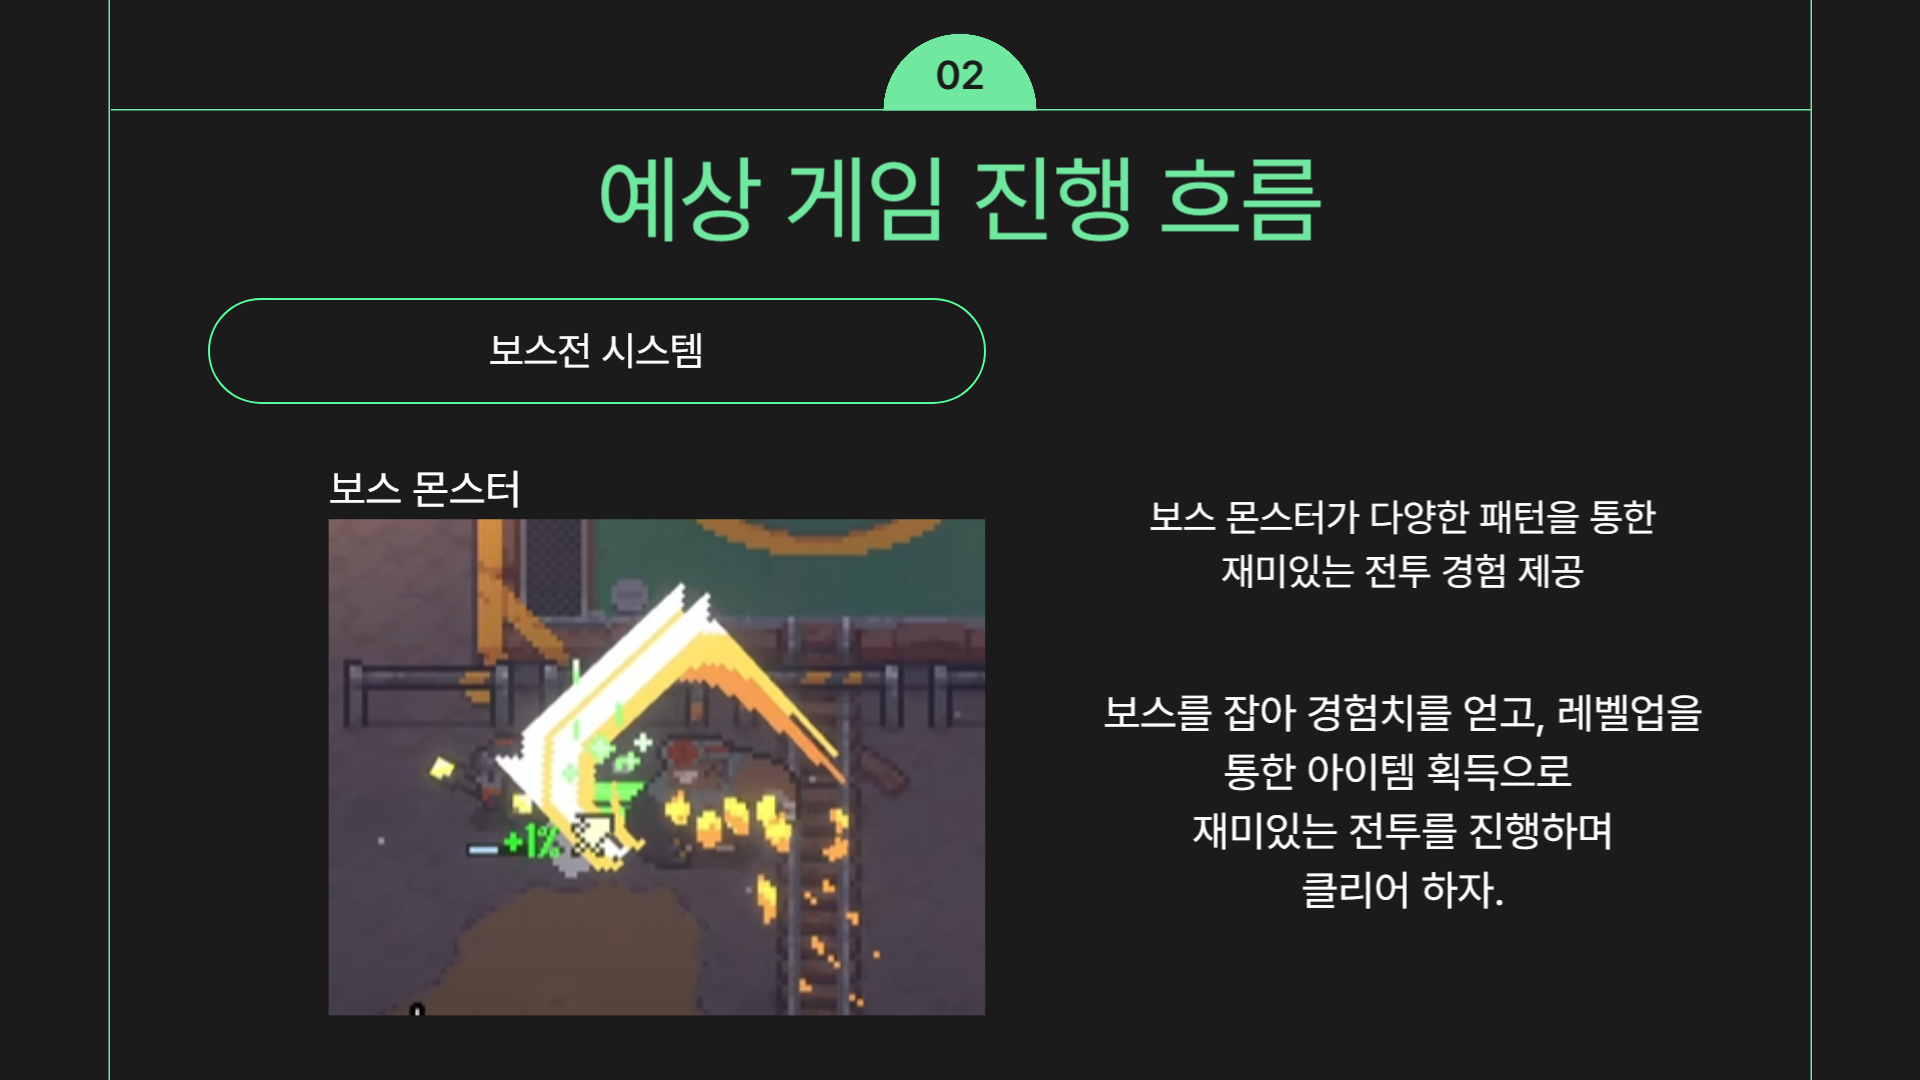 02
예상 게임 진행 흐름
보스전 시스템
보스 몬스터
+1%
보스 몬스터가 다양한 패턴을 통한
재미있는 전투 경험 제공
보스를 잡아 경험치를 얻고, 레벨업을
통한 아이템 획득으로
재미있는 전투를 진행하며
클리어 하자.